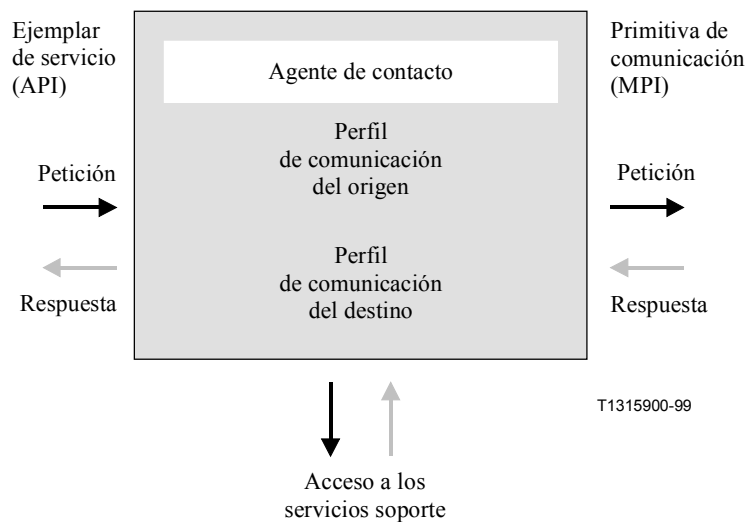 Ejemplar
de servicio
(API)
Agente de contacto
Primitiva de
comunicación
(MPI)
Perfil
de comunicación
del origen
Petición
Petición
Perfil
de comunicación
del destino
Respuesta
Respuesta
T1315900-99
Acceso a los
servicios soporte